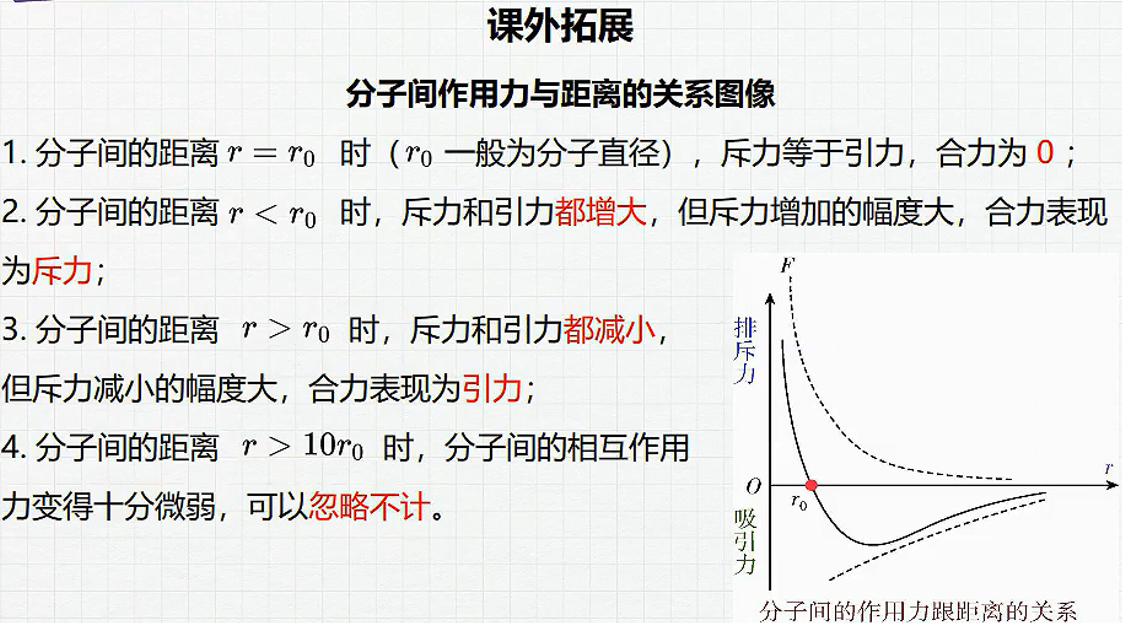 课外拓展
分子间作用力与距离的关系图像
1. 分子间的距离 r = r₀ 时（r₀ 一般为分子直径），斥力等于引力，合力为 0；
2. 分子间的距离 r < r₀ 时，斥力和引力都增大，但斥力增加的幅度大，合力表现
为斥力；
3. 分子间的距离 r > r₀ 时，斥力和引力都减小，
但斥力减小的幅度大，合力表现为引力；
4. 分子间的距离 r > 10r₀ 时，分子间的相互作用
力变得十分微弱，可以忽略不计。
F
排斥力
r
O
r₀
吸引力
分子间的作用力跟距离的关系